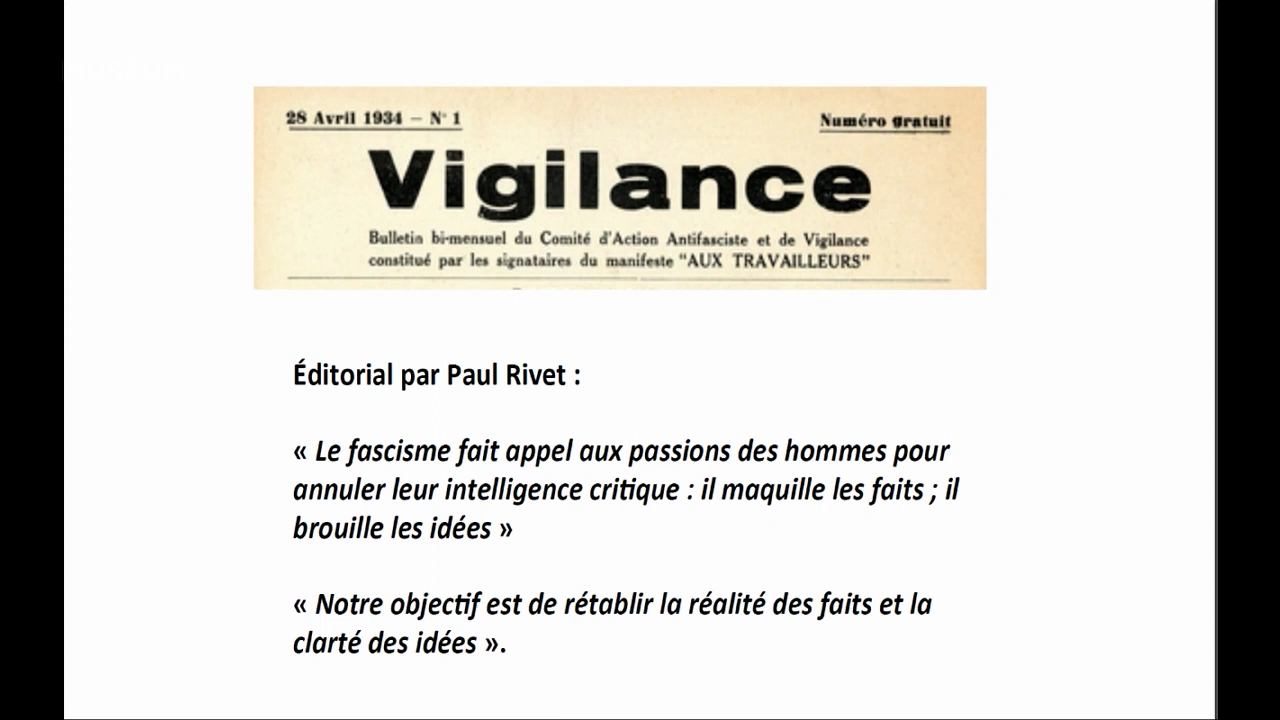 28 Avril 1934 — N° 1
Numéro gratuit
Vigilance
Bulletin bi-mensuel du Comité d'Action Antifasciste et de Vigilance
constitué par les signataires du manifeste "AUX TRAVAILLEURS"
Éditorial par Paul Rivet :
« Le fascisme fait appel aux passions des hommes pour
annuler leur intelligence critique : il maquille les faits ; il
brouille les idées »
« Notre objectif est de rétablir la réalité des faits et la
clarté des idées ».